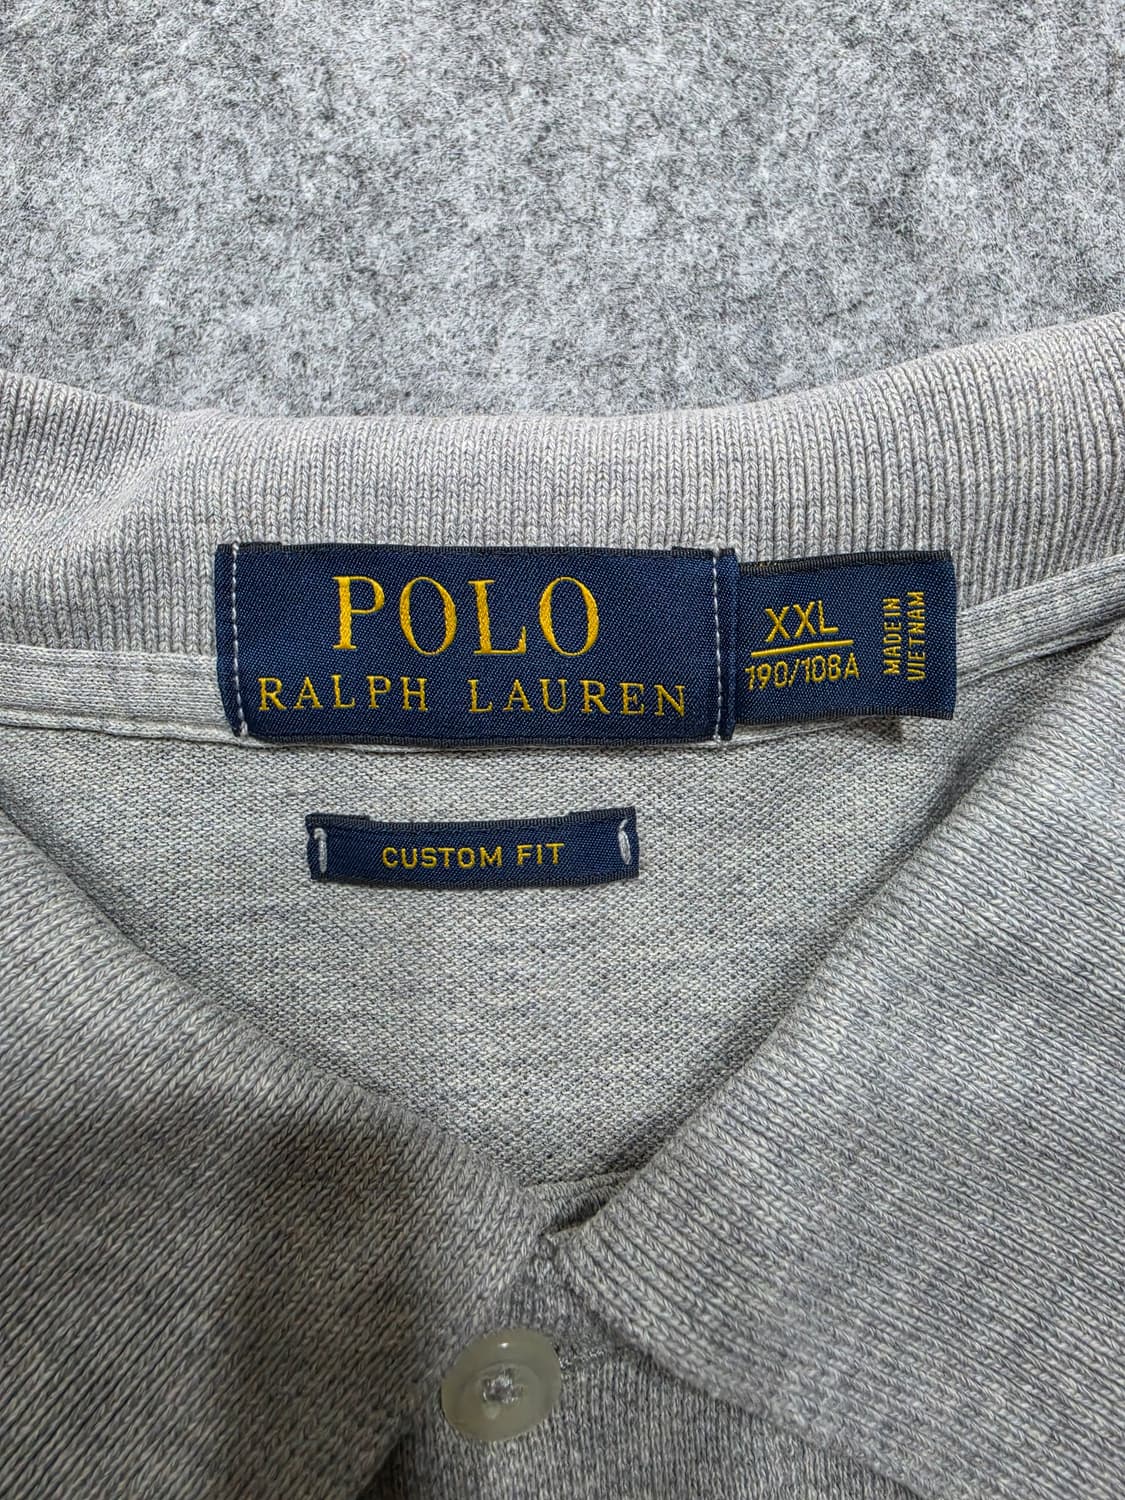 POLO
RALPH LAUREN
XXL
190/108A
MADE IN
VIETNAM
CUSTOM FIT